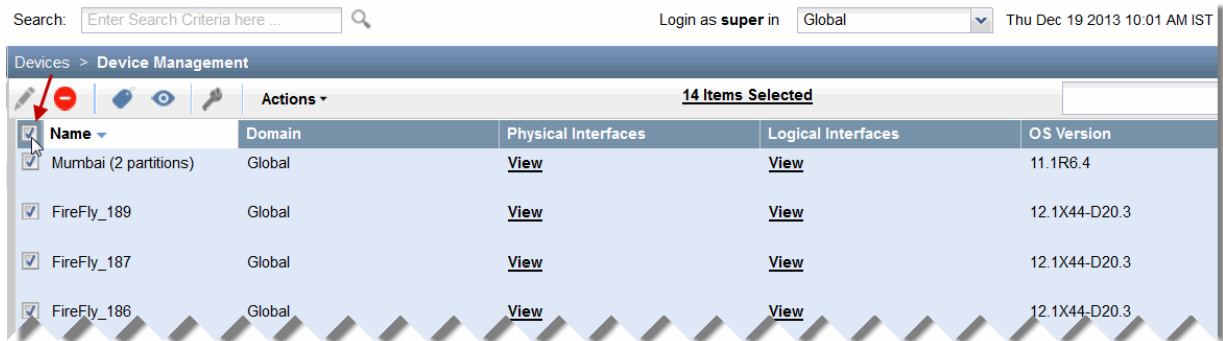 Search: Enter Search Criteria here ... Login as super in Global Thu Dec 19 2013 10:01 AM IST
Devices > Device Management
Actions 14 Items Selected
Name Domain Physical Interfaces Logical Interfaces OS Version
Mumbai (2 partitions) Global View View 11.1R6.4
FireFly_189 Global View View 12.1X44-D20.3
FireFly_187 Global View View 12.1X44-D20.3
FireFly_186 Global View View 12.1X44-D20.3